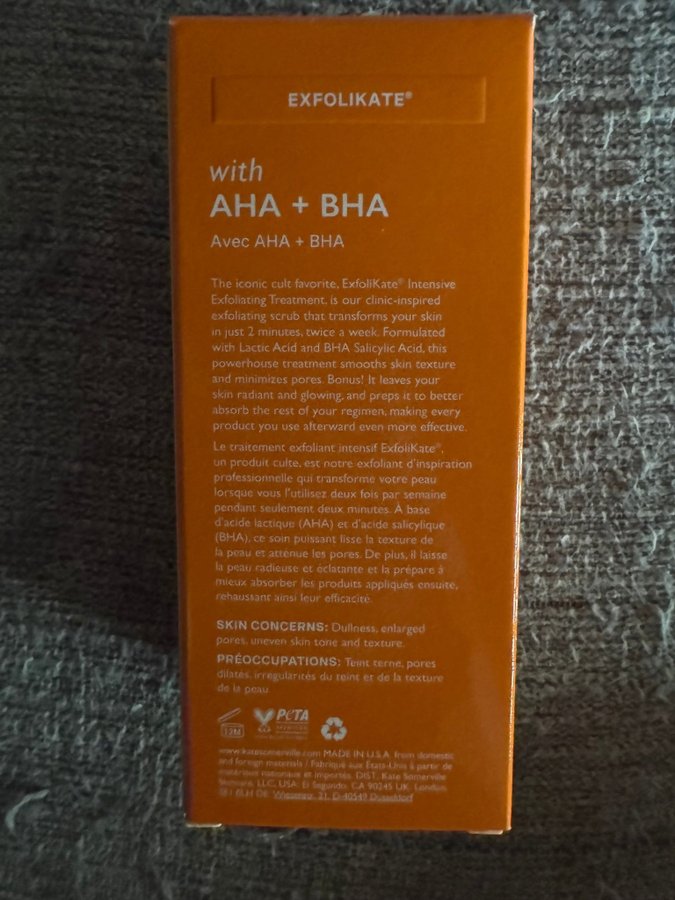 EXFOLIKATE®
with
AHA + BHA
Avec AHA + BHA
The iconic cult favorite, ExfoliKate® Intensive
Exfoliating Treatment, is our clinic-inspired
exfoliating scrub that transforms your skin
in just 2 minutes, twice a week. Formulated
with Lactic Acid and BHA Salicylic Acid, this
powerhouse treatment smooths skin texture
and minimizes pores. Bonus! It leaves your
skin radiant and glowing, and preps it to better
absorb the rest of your regimen, making every
product you use afterward even more effective.
Le traitement exfoliant intensif ExfoliKate®,
un produit culte, est notre exfoliant d'inspiration
professionnelle qui transforme votre peau
lorsque vous l'utilisez deux fois par semaine
pendant seulement deux minutes. À base
d'acide lactique (AHA) et d'acide salicylique
(BHA), ce soin puissant lisse la texture de
la peau et atténue les pores. De plus, il laisse
la peau radieuse et éclatante et la prépare à
mieux absorber les produits appliqués ensuite,
rehaussant ainsi leur efficacité.
SKIN CONCERNS: Dullness, enlarged
pores, uneven skin tone and texture.
PRÉOCCUPATIONS: Teint terne, pores
dilatés, irrégularités du teint et de la texture
de la peau
12M
PETA
www.katesomerville.com MADE IN U.S.A. from domestic
and foreign materials / Fabriqué aux États-Unis à partir de
matériaux nationaux et importés. DIST. Kate Somerville
Skincare, LLC, USA: El Segundo, CA 90245 UK: London,
DE: Wiesenstr. 21, D-40549 Düsseldorf